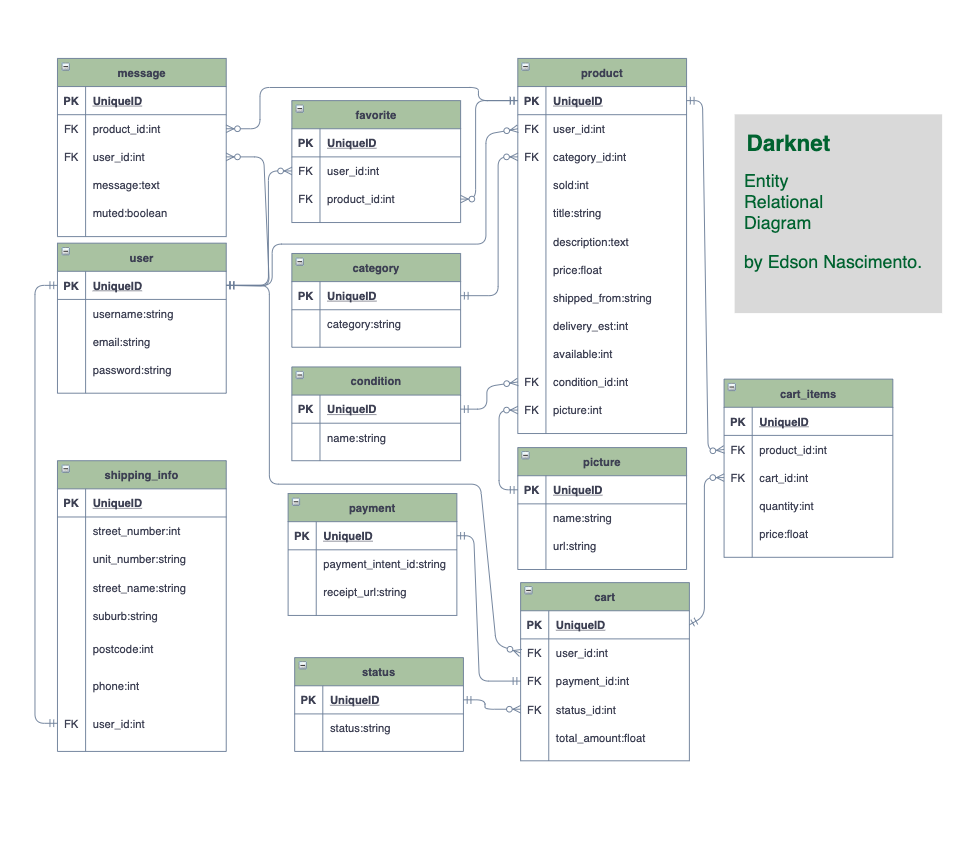 message
PK UniqueID
FK product_id:int
FK user_id:int
message:text
muted:boolean
user
PK UniqueID
username:string
email:string
password:string
shipping_info
PK UniqueID
street_number:int
unit_number:string
street_name:string
suburb:string
postcode:int
phone:int
FK user_id:int
favorite
PK UniqueID
FK user_id:int
FK product_id:int
category
PK UniqueID
category:string
condition
PK UniqueID
name:string
payment
PK UniqueID
payment_intent_id:string
receipt_url:string
status
PK UniqueID
status:string
product
PK UniqueID
FK user_id:int
FK category_id:int
sold:int
title:string
description:text
price:float
shipped_from:string
delivery_est:int
available:int
FK condition_id:int
FK picture:int
picture
PK UniqueID
name:string
url:string
cart
PK UniqueID
FK user_id:int
FK payment_id:int
FK status_id:int
total_amount:float
Darknet
Entity
Relational
Diagram
by Edson Nascimento.
cart_items
PK UniqueID
FK product_id:int
FK cart_id:int
quantity:int
price:float